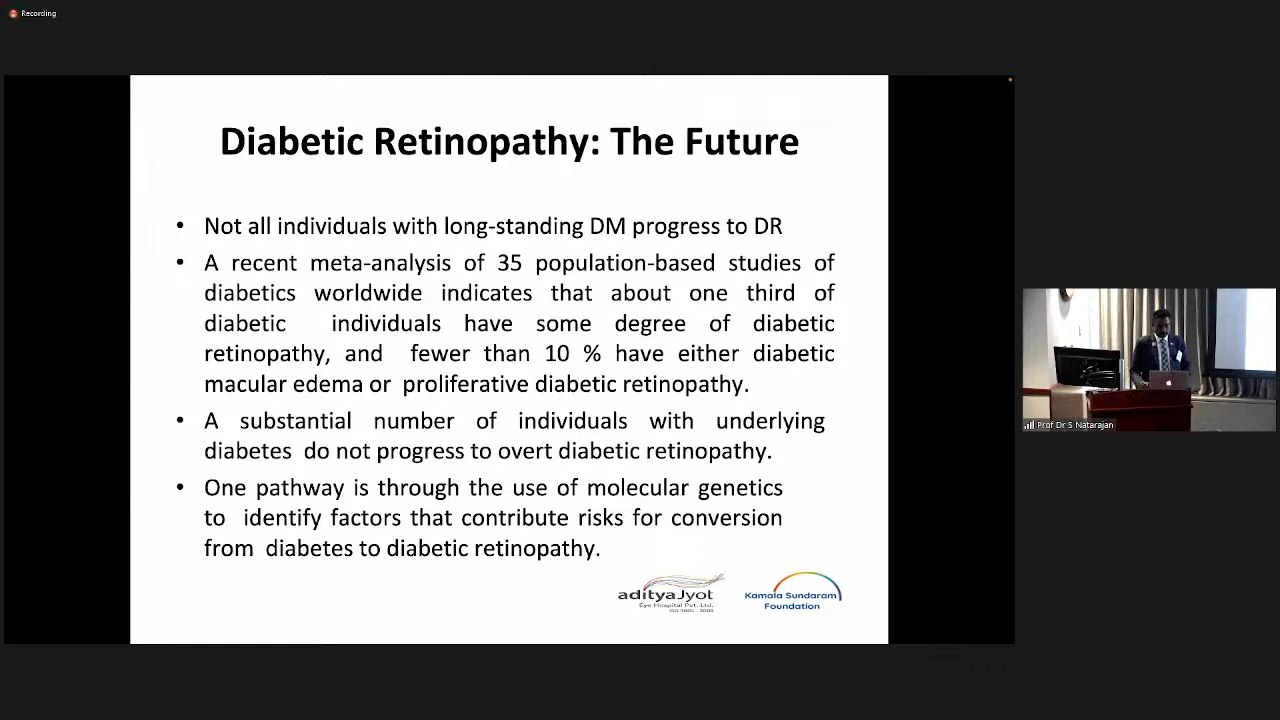 Recording
Diabetic Retinopathy: The Future
• Not all individuals with long-standing DM progress to DR
• A recent meta-analysis of 35 population-based studies of
diabetics worldwide indicates that about one third of
diabetic individuals have some degree of diabetic
retinopathy, and fewer than 10 % have either diabetic
macular edema or proliferative diabetic retinopathy.
• A substantial number of individuals with underlying
diabetes do not progress to overt diabetic retinopathy.
• One pathway is through the use of molecular genetics
to identify factors that contribute risks for conversion
from diabetes to diabetic retinopathy.
adityaJyot
Eye Hospital Pvt. Ltd.
ISO 9001 : 2008
Kamala Sundaram
Foundation
Prof Dr S Natarajan